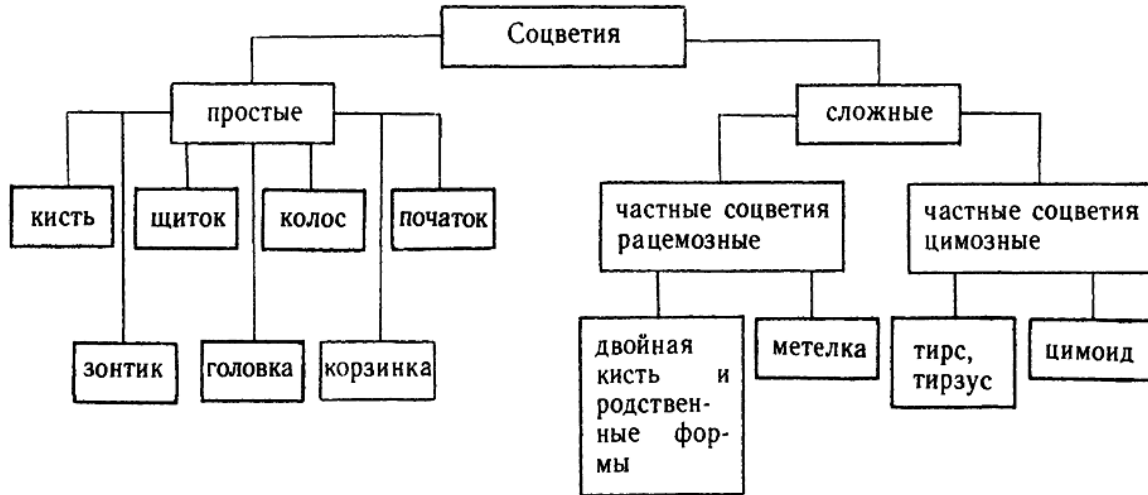 Соцветия
простые
сложные
кисть
щиток
колос
початок
зонтик
головка
корзинка
частные соцветия
рацемозные
частные соцветия
цимозные
двойная
кисть и
родствен-
ные фор-
мы
метелка
тирс,
тирзус
цимоид